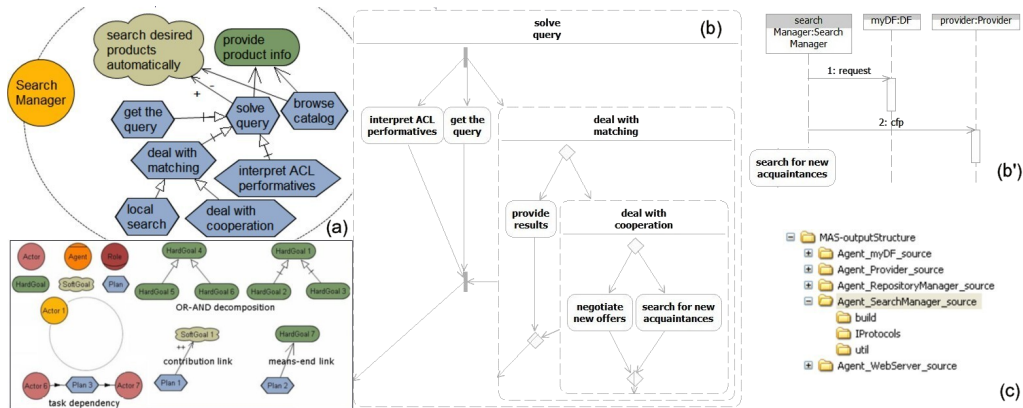 search desired
products
automatically
provide
product info
Search
Manager
+
-
get the
query
solve
query
browse
catalog
deal with
matching
interpret ACL
performatives
local
search
deal with
cooperation
(a)
Actor
Agent
Role
HardGoal
SoftGoal
Plan
Actor 1
HardGoal 4
HardGoal 5
HardGoal 6
HardGoal 1
HardGoal 2
HardGoal 3
OR-AND decomposition
SoftGoal 1
++
contribution link
Plan 1
HardGoal 7
means-end link
Plan 2
Actor 6
Plan 3
Actor 7
task dependency
solve
query
(b)
interpret ACL
performatives
get the
query
deal with
matching
provide
results
deal with
cooperation
negotiate
new offers
search for new
acquaintances
search
Manager:Search
Manager
myDF:DF
provider:Provider
1: request
2: cfp
search for new
acquaintances
(b')
MAS-outputStructure
Agent_myDF_source
Agent_Provider_source
Agent_RepositoryManager_source
Agent_SearchManager_source
build
IProtocols
util
Agent_WebServer_source
(c)